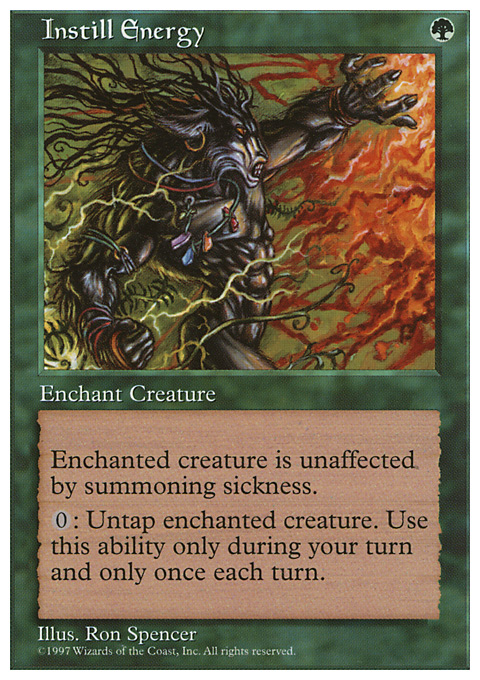 Instill Energy
Enchant Creature
Enchanted creature is unaffected
by summoning sickness.
0: Untap enchanted creature. Use
this ability only during your turn
and only once each turn.
Illus. Ron Spencer
©1997 Wizards of the Coast, Inc. All rights reserved.